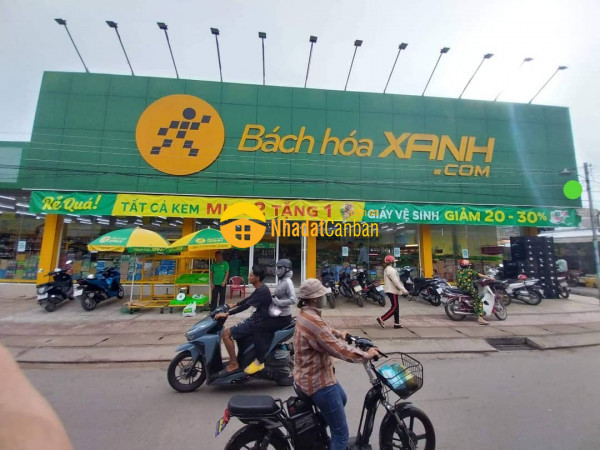 Bách hóa XANH
.COM
Rẻ Quá! TẤT CẢ KEM MUA 2 TẶNG 1 GIẤY VỆ SINH GIẢM 20 - 30%
NhadatCanban